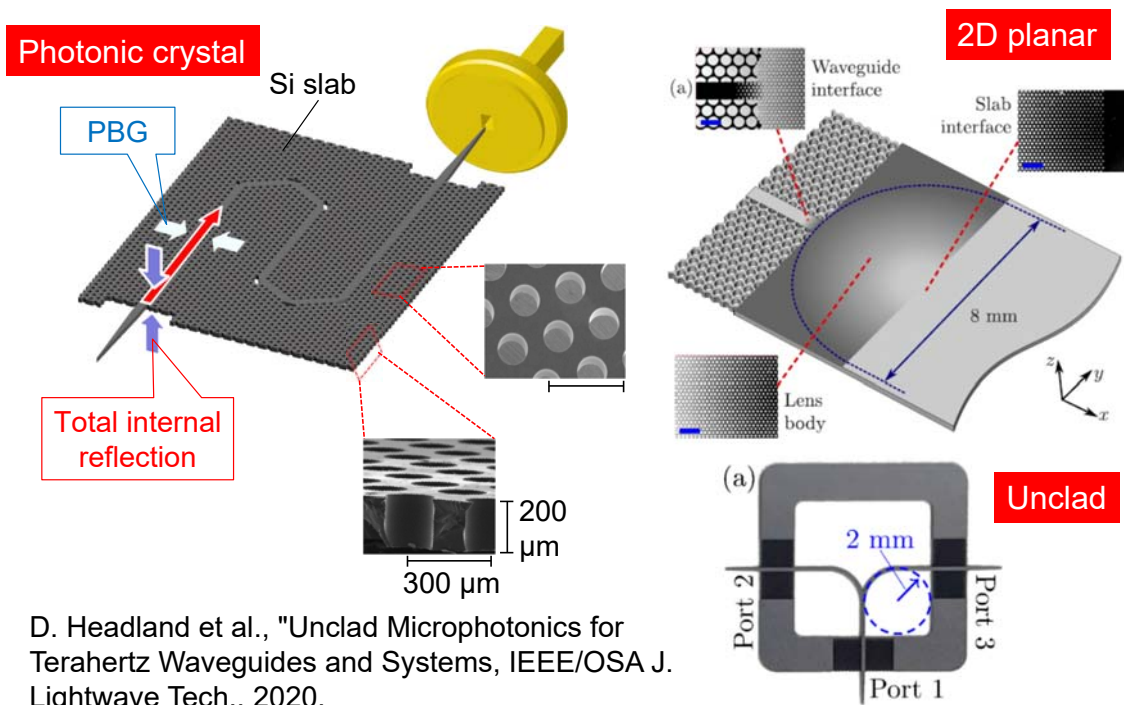 Photonic crystal
Si slab
PBG
Total internal
reflection
200
μm
300 μm
2D planar
(a)
Waveguide
interface
Slab
interface
8 mm
Lens
body
z
y
x
Unclad
(a)
2 mm
Port 2
Port 3
Port 1
D. Headland et al., "Unclad Microphotonics for
Terahertz Waveguides and Systems, IEEE/OSA J.
Lightwave Tech., 2020.